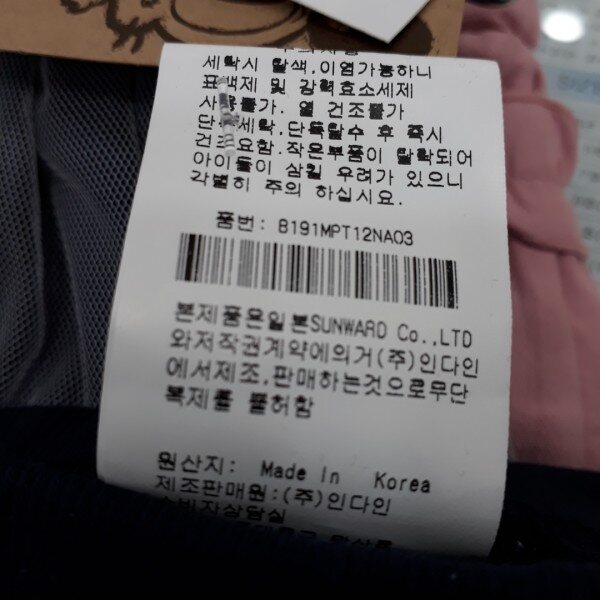 세탁시 탈색,이염가능하니
표백제 및 강력효소세제
사용불가. 열 건조불가
단독세탁,단독탈수 후 즉시
건조요함.작은부품이 탈락되어
아이들이 삼킬 우려가 있으니
각별히 주의 하십시요.
품번: B191MPT12NA03
본제품은일본SUNWARD Co.,LTD
와저작권계약에의거(주)인다인
에서제조,판매하는것으로무단
복제를 불허함
원산지: Made In Korea
제조판매원:(주)인다인
소비자상담실